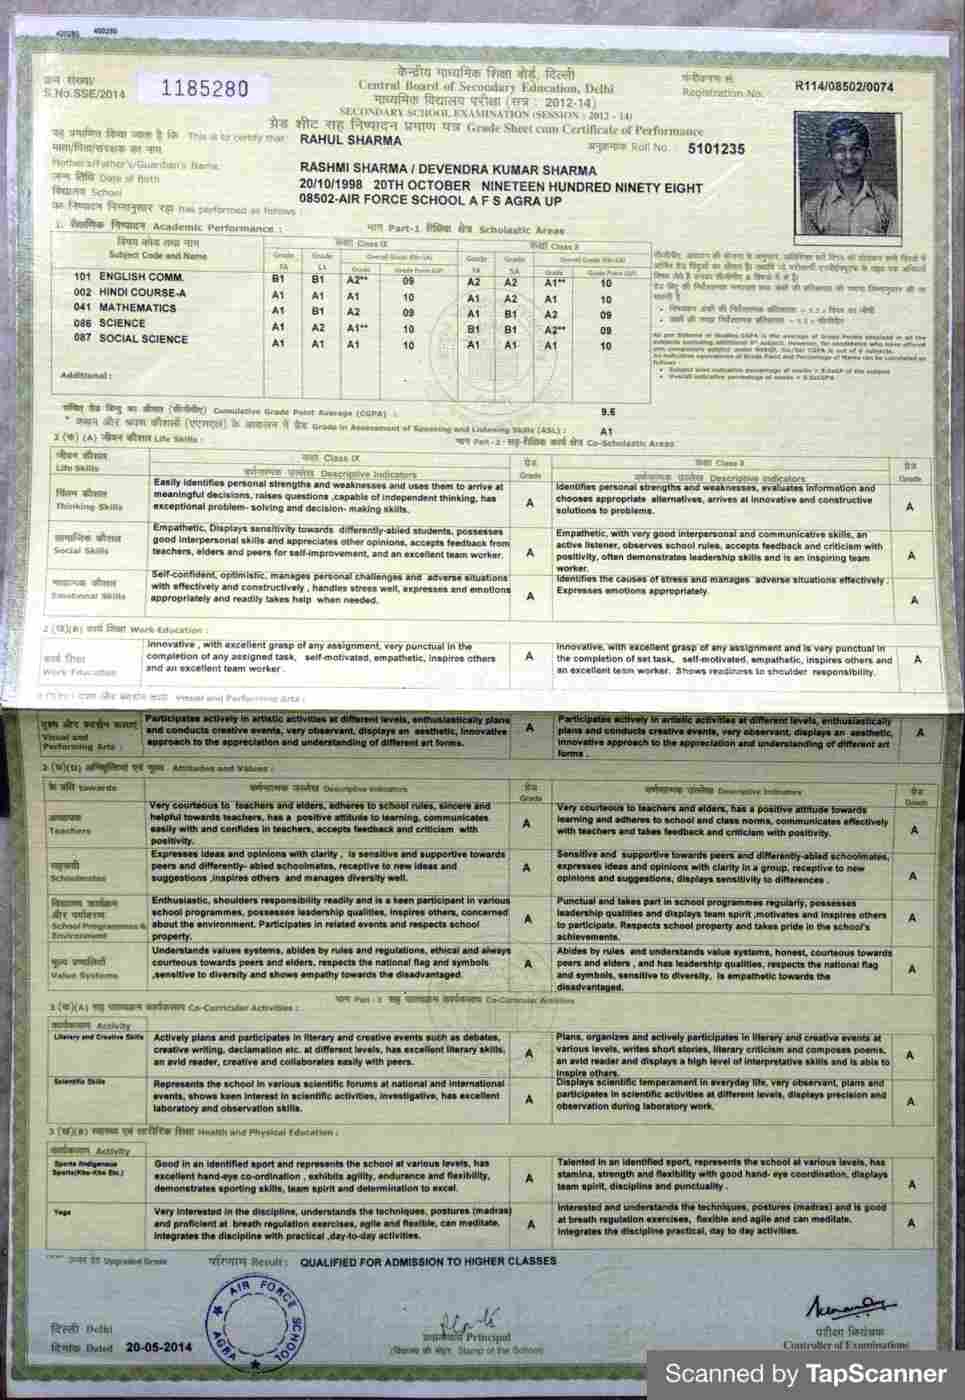 400280 400280
क्रम संख्या/
S.No.SSE/2014 1185280
केन्द्रीय माध्यमिक शिक्षा बोर्ड, दिल्ली
Central Board of Secondary Education, Delhi
माध्यमिक विद्यालय परीक्षा (सत्र : 2012-14)
SECONDARY SCHOOL EXAMINATION (SESSION : 2012 - 14)
ग्रेड शीट सह निष्पादन प्रमाण पत्र Grade Sheet cum Certificate of Performance
पंजीकरण सं.
Registration No. R114/08502/0074
यह प्रमाणित किया जाता है कि This is to certify that RAHUL SHARMA
अनुक्रमांक Roll No. : 5101235
माता/पिता/संरक्षक का नाम
Mother's/Father's/Guardian's Name RASHMI SHARMA / DEVENDRA KUMAR SHARMA
जन्म तिथि Date of Birth 20/10/1998 20TH OCTOBER NINETEEN HUNDRED NINETY EIGHT
विद्यालय School 08502-AIR FORCE SCHOOL A F S AGRA UP
का निष्पादन निम्नानुसार रहा has performed as follows :
1. शैक्षणिक निष्पादन Academic Performance : भाग Part-1 शैक्षिक क्षेत्र Scholastic Areas
विषय कोड तथा नाम
Subject Code and Name
कक्षा Class IX कक्षा Class X
Grade FA Grade SA Overall Grade (FA+SA) Grade Grade Point (GP) Grade FA Grade SA Overall Grade (FA+SA) Grade Grade Point (GP)
101 ENGLISH COMM. B1 B1 A2** 09 A2 A2 A1** 10
002 HINDI COURSE-A A1 A1 A1 10 A1 A2 A1 10
041 MATHEMATICS A1 B1 A2 09 A1 B1 A2 09
086 SCIENCE A1 A2 A1** 10 B1 B1 A2** 09
087 SOCIAL SCIENCE A1 A1 A1 10 A1 A1 A1 10
Additional :
Cumulative Grade Point Average (CGPA) : 9.6
Grade in Assessment of Speaking and Listening Skills (ASL) : A1
भाग Part-2 - सह-शैक्षिक कार्य क्षेत्र Co-Scholastic Areas
2 (क) (A) जीवन कौशल Life Skills :
जीवन कौशल
Life Skills
कक्षा Class IX
वर्णनात्मक उल्लेख Descriptive Indicators
ग्रेड
Grade
कक्षा Class X
वर्णनात्मक उल्लेख Descriptive Indicators
ग्रेड
Grade
चिंतन कौशल
Thinking Skills
Easily identifies personal strengths and weaknesses and uses them to arrive at
meaningful decisions, raises questions ,capable of independent thinking, has
exceptional problem- solving and decision- making skills.
A
Identifies personal strengths and weaknesses, evaluates information and
chooses appropriate alternatives, arrives at innovative and constructive
solutions to problems.
A
सामाजिक कौशल
Social Skills
Empathetic, Displays sensitivity towards differently-abled students, possesses
good interpersonal skills and appreciates other opinions, accepts feedback from
teachers, elders and peers for self-improvement, and an excellent team worker.
A
Empathetic, with very good interpersonal and communicative skills, an
active listener, observes school rules, accepts feedback and criticism with
positivity, often demonstrates leadership skills and is an inspiring team
worker.
A
भावनात्मक कौशल
Emotional Skills
Self-confident, optimistic, manages personal challenges and adverse situations
with effectively and constructively , handles stress well, expresses and emotions
appropriately and readily takes help when needed.
A
Identifies the causes of stress and manages adverse situations effectively .
Expresses emotions appropriately.
A
2 (ख)(B) कार्य शिक्षा Work Education :
कार्य शिक्षा
Work Education
Innovative , with excellent grasp of any assignment, very punctual in the
completion of any assigned task, self-motivated, empathetic, inspires others
and an excellent team worker .
A
Innovative, with excellent grasp of any assignment and is very punctual in
the completion of set task, self-motivated, empathetic, inspires others and
an excellent team worker. Shows readiness to shoulder responsibility.
A
Visual and Performing Arts :
दृश्य और प्रदर्शन कलाएं
Visual and
Performing Arts :
Participates actively in artistic activities at different levels, enthusiastically plans
and conducts creative events, very observant, displays an aesthetic, innovative
approach to the appreciation and understanding of different art forms.
A
Participates actively in artistic activities at different levels, enthusiastically
plans and conducts creative events, very observant, displays an aesthetic,
innovative approach to the appreciation and understanding of different art
forms .
A
2 (घ)(D) अभिवृत्तियां एवं मूल्य Attitudes and Values :
के प्रति towards
वर्णनात्मक उल्लेख Descriptive Indicators
ग्रेड
Grade
वर्णनात्मक उल्लेख Descriptive Indicators
ग्रेड
Grade
अध्यापक
Teachers
Very courteous to teachers and elders, adheres to school rules, sincere and
helpful towards teachers, has a positive attitude to learning, communicates
easily with and confides in teachers, accepts feedback and criticism with
positivity.
A
Very courteous to teachers and elders, has a positive attitude towards
learning and adheres to school and class norms, communicates effectively
with teachers and takes feedback and criticism with positivity.
A
सहपाठी
Schoolmates
Expresses ideas and opinions with clarity , is sensitive and supportive towards
peers and differently- abled schoolmates, receptive to new ideas and
suggestions ,inspires others and manages diversity well.
A
Sensitive and supportive towards peers and differently-abled schoolmates,
expresses ideas and opinions with clarity in a group, receptive to new
opinions and suggestions, displays sensitivity to differences .
A
विद्यालय कार्यक्रम
और पर्यावरण
School Programmes &
Environment
Enthusiastic, shoulders responsibility readily and is a keen participant in various
school programmes, possesses leadership qualities, inspires others, concerned
about the environment. Participates in related events and respects school
property.
A
Punctual and takes part in school programmes regularly, possesses
leadership qualities and displays team spirit ,motivates and inspires others
to participate. Respects school property and takes pride in the school's
achievements.
A
मूल्य प्रणालियाँ
Value Systems
Understands values systems, abides by rules and regulations, ethical and always
courteous towards peers and elders, respects the national flag and symbols
,sensitive to diversity and shows empathy towards the disadvantaged.
A
Abides by rules and understands value systems, honest, courteous towards
peers and elders , and has leadership qualities, respects the national flag
and symbols, sensitive to diversity, is empathetic towards the
disadvantaged.
A
भाग Part - 3 सह पाठ्यक्रम कार्यकलाप Co-Curricular Activities
3 (क)(A) सह पाठ्यक्रम कार्यकलाप Co-Curricular Activities :
कार्यकलाप Activity
Literary and Creative Skills
Actively plans and participates in literary and creative events such as debates,
creative writing, declamation etc. at different levels, has excellent literary skills,
an avid reader, creative and collaborates easily with peers.
A
Plans, organizes and actively participates in literary and creative events at
various levels, writes short stories, literary criticism and composes poems,
an avid reader and displays a high level of interpretative skills and is able to
inspire others.
A
Scientific Skills
Represents the school in various scientific forums at national and international
events, shows keen interest in scientific activities, investigative, has excellent
laboratory and observation skills.
A
Displays scientific temperament in everyday life, very observant, plans and
participates in scientific activities at different levels, displays precision and
observation during laboratory work.
A
3 (ख)(B) स्वास्थ्य एवं शारीरिक शिक्षा Health and Physical Education :
कार्यकलाप Activity
Sports /Indigenous
Sports(Kho-Kho Etc.)
Good in an identified sport and represents the school at various levels, has
excellent hand-eye co-ordination , exhibits agility, endurence and flexibility,
demonstrates sporting skills, team spirit and determination to excel.
A
Talented in an identified sport, represents the school at various levels, has
stamina, strength and flexibility with good hand- eye coordination, displays
team spirit, discipline and punctuality .
A
Yoga
Very interested in the discipline, understands the techniques, postures (madras)
and proficient at breath regulation exercises, agile and flexible, can meditate,
integrates the discipline with practical ,day-to-day activities.
A
Interested and understands the techniques, postures (madras) and is good
at breath regulation exercises, flexible and agile and can meditate.
Integrates the discipline practical, day to day activities.
A
Upgraded Grade परिणाम Result : QUALIFIED FOR ADMISSION TO HIGHER CLASSES
AIR FORCE SCHOOL
AGRA
दिल्ली Delhi
दिनांक Dated 20-05-2014
प्रधानाचार्य Principal
(विद्यालय की मोहर Stamp of the School)
परीक्षा नियंत्रक
Controller of Examinations
Scanned by TapScanner